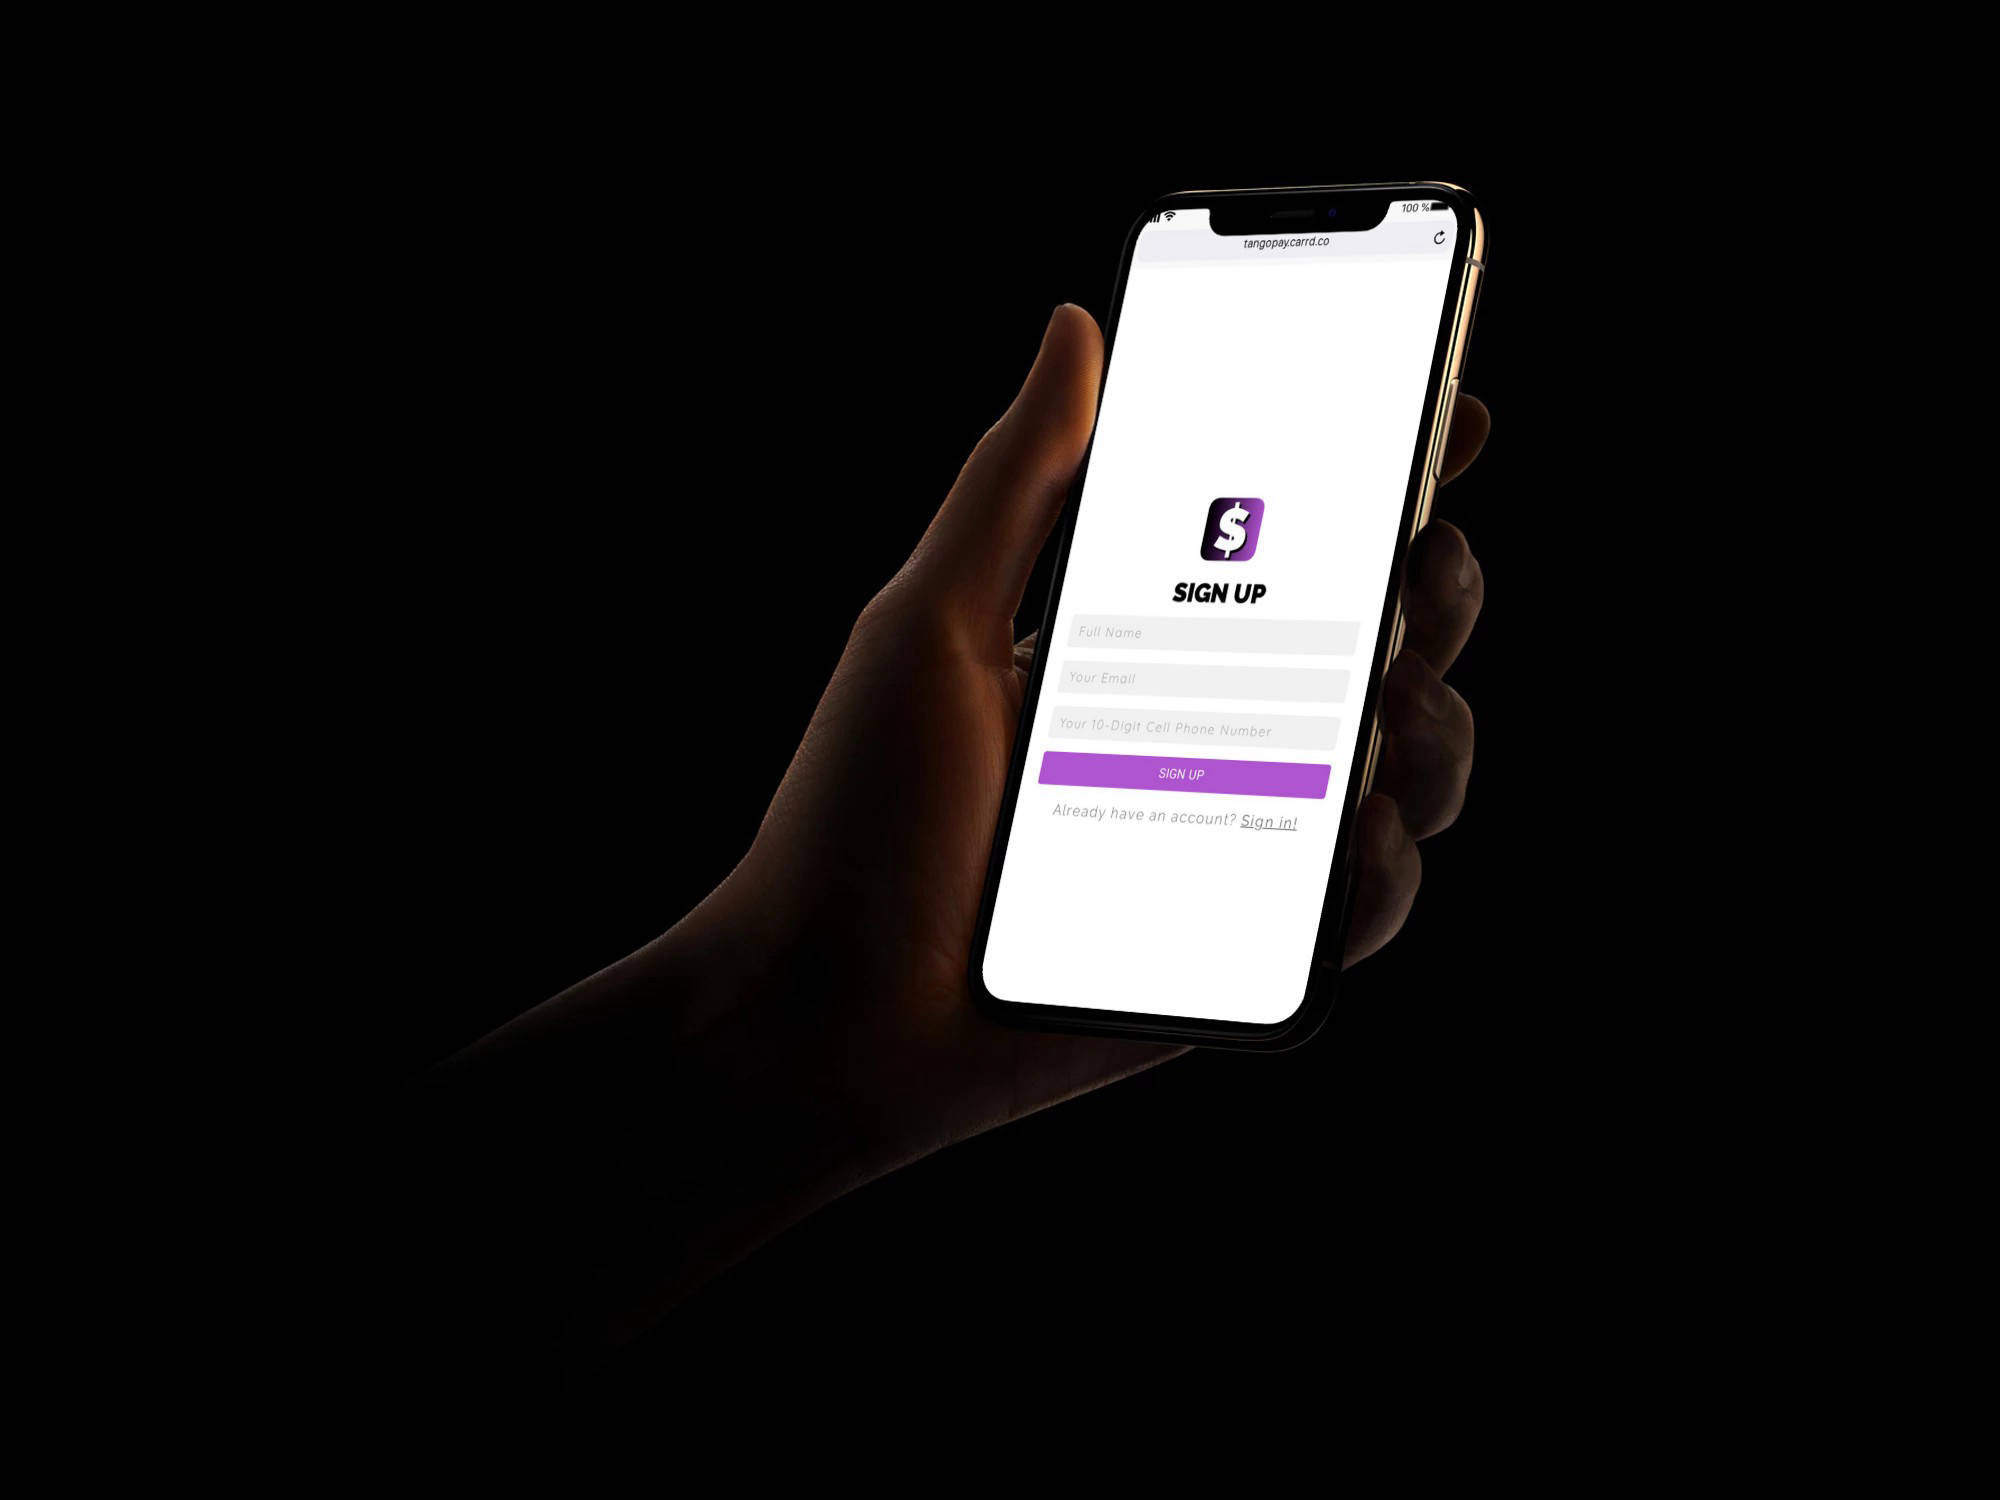 100 %
tangopay.carrd.co
$
SIGN UP
Full Name
Your Email
Your 10-Digit Cell Phone Number
SIGN UP
Already have an account? Sign in!